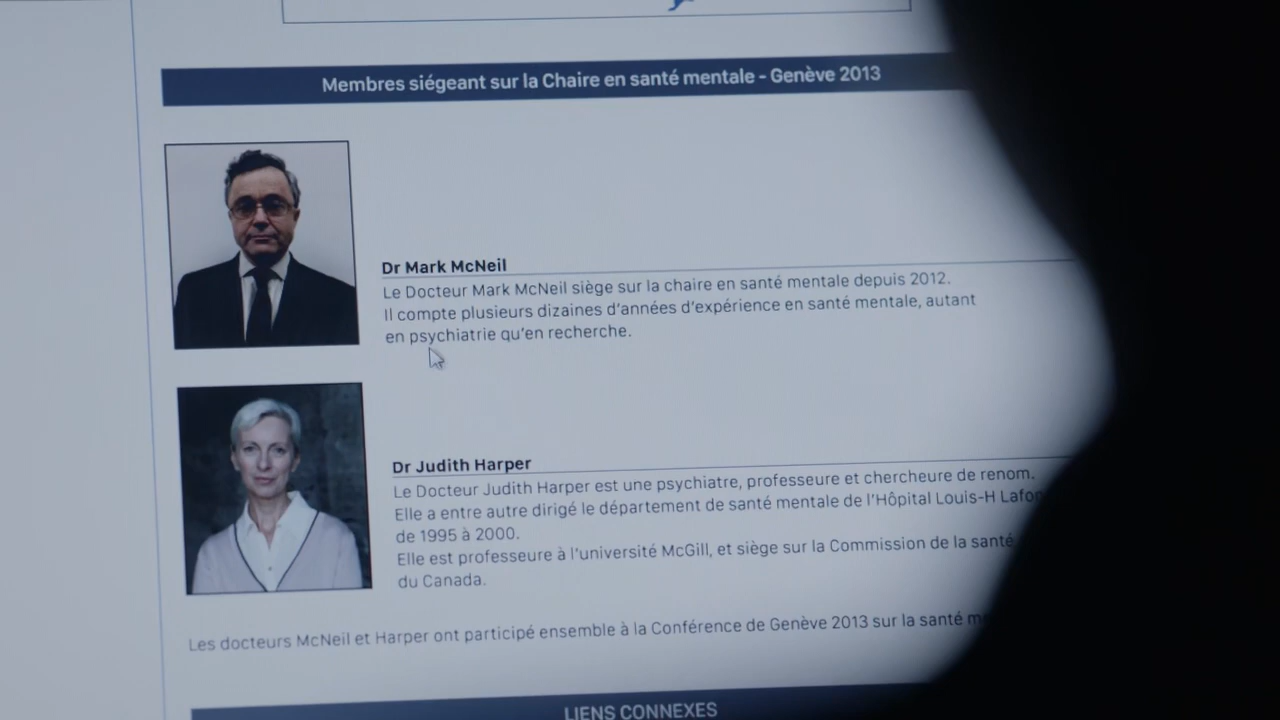 Membres siégeant sur la Chaire en santé mentale - Genève 2013
Dr Mark McNeil
Le Docteur Mark McNeil siège sur la chaire en santé mentale depuis 2012.
Il compte plusieurs dizaines d'années d'expérience en santé mentale, autant
en psychiatrie qu'en recherche.
Dr Judith Harper
Le Docteur Judith Harper est une psychiatre, professeure et chercheure de renom.
Elle a entre autre dirigé le département de santé mentale de l'Hôpital Louis-H
de 1995 à 2000.
Elle est professeure à l'université McGill, et siège sur la Commission de la santé
du Canada.
Les docteurs McNeil et Harper ont participé ensemble à la Conférence de Genève 2013 sur la santé
LIENS CONNEXES